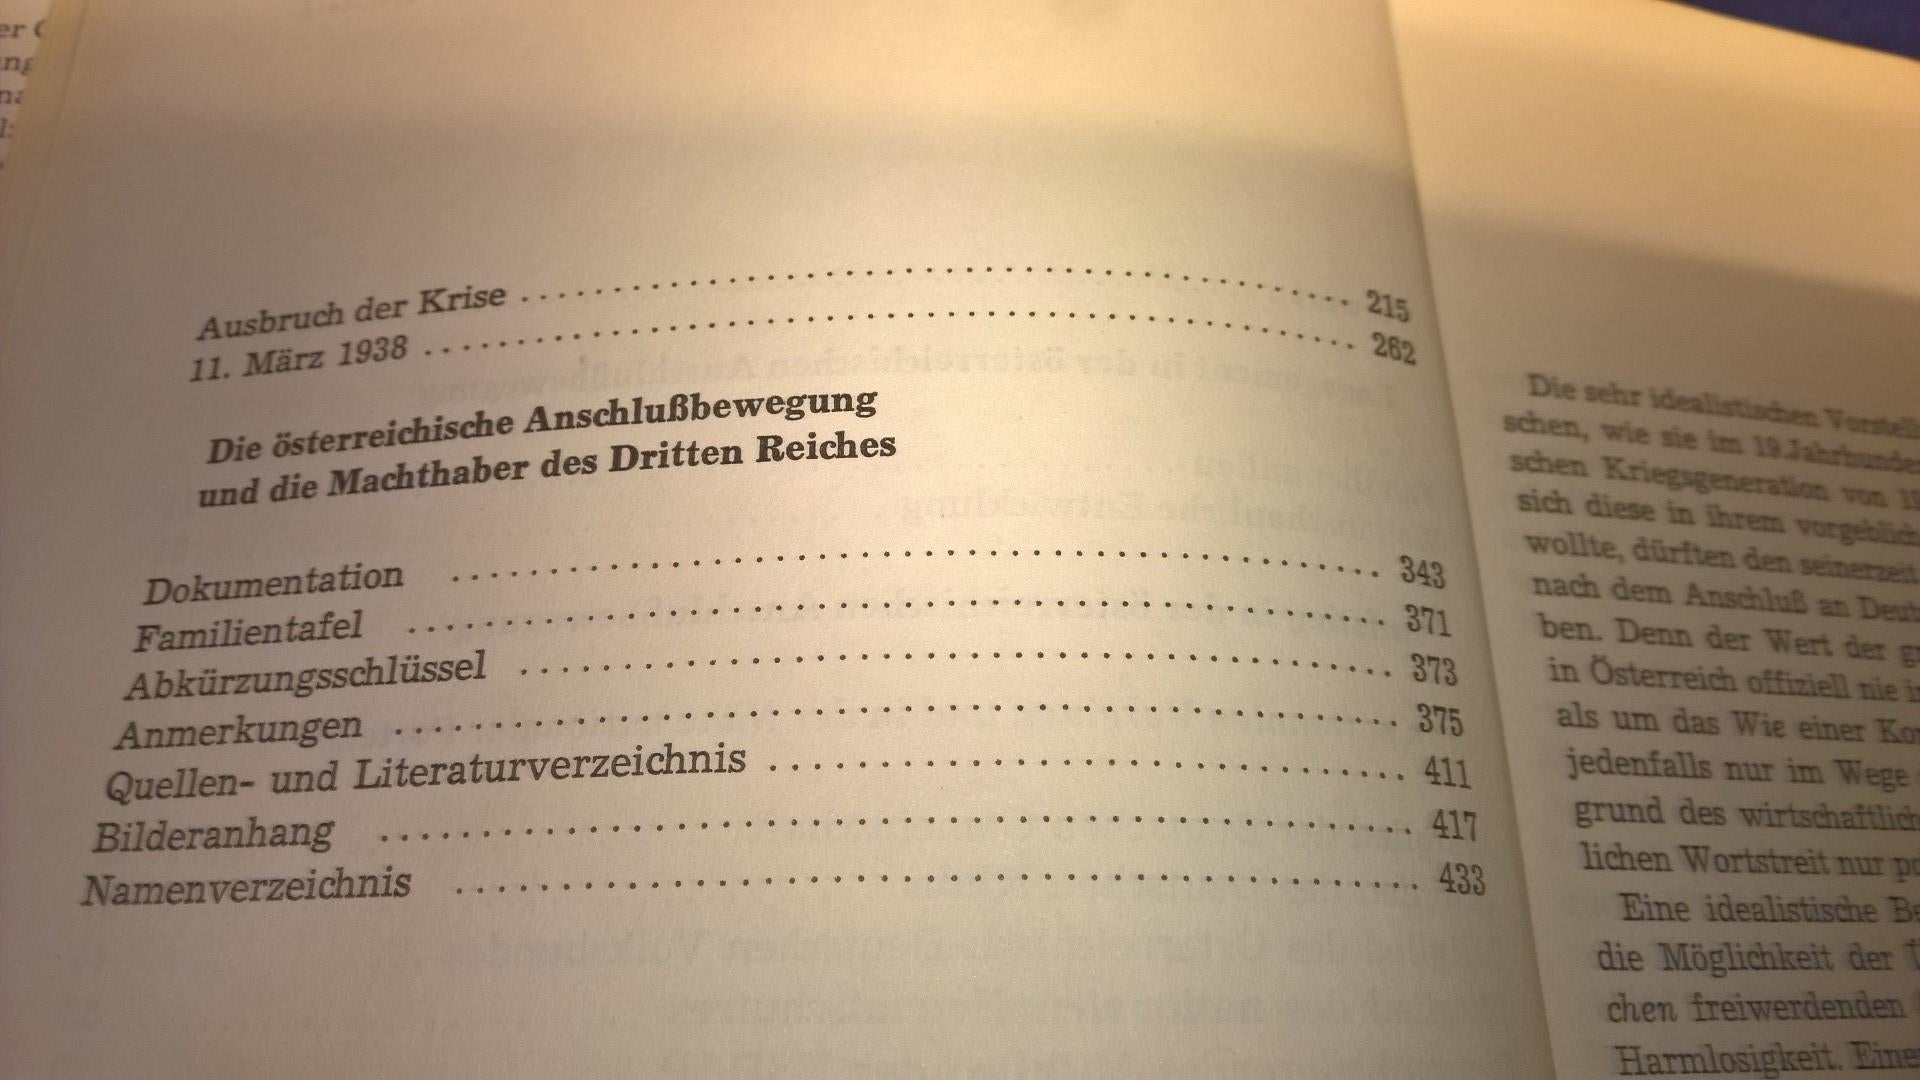 Ausbruch der Krise ........................................ 215
11. März 1938 ........................................ 262
Die österreichische Anschlußbewegung
und die Machthaber des Dritten Reiches
Dokumentation ........................................ 343
Familientafel ........................................ 371
Abkürzungsschlüssel ........................................ 373
Anmerkungen ........................................ 375
Quellen- und Literaturverzeichnis ........................................ 411
Bilderanhang ........................................ 417
Namenverzeichnis ........................................ 433
Die sehr idealistischen
schen, wie sie im
schen Kriegsgeneration von
sich diese in ihrem
wollte, dürften den
nach dem Anschluß an
ben. Denn der Wert der
in Österreich offiziell nie
als um das Wie einer
jedenfalls nur im Wege
grund des
lichen Wortstreit nur
Eine idealistische
die Möglichkeit der
chen freiwerdenden
Harmlosigkeit.